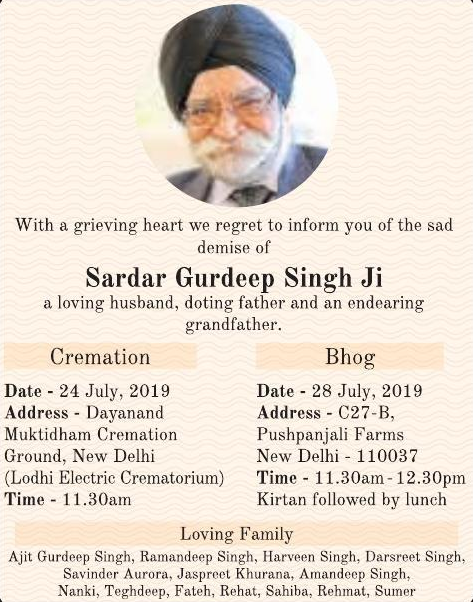 With a grieving heart we regret to inform you of the sad
demise of
Sardar Gurdeep Singh Ji
a loving husband, doting father and an endearing
grandfather.
Cremation
Date - 24 July, 2019
Address - Dayanand
Muktidham Cremation
Ground, New Delhi
(Lodhi Electric Crematorium)
Time - 11.30am
Bhog
Date - 28 July, 2019
Address - C27-B,
Pushpanjali Farms
New Delhi - 110037
Time - 11.30am-12.30pm
Kirtan followed by lunch
Loving Family
Ajit Gurdeep Singh, Ramandeep Singh, Harveen Singh, Darsreet Singh,
Savinder Aurora, Jaspreet Khurana, Amandeep Singh,
Nanki, Teghdeep, Fateh, Rehat, Sahiba, Rehmat, Sumer